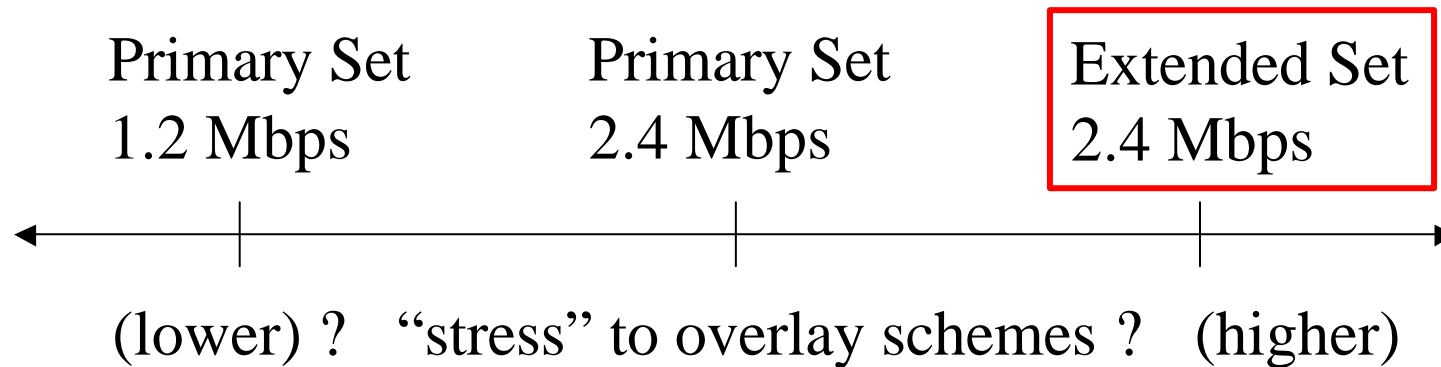 Primary Set
1.2 Mbps
Primary Set
2.4 Mbps
Extended Set
2.4 Mbps
(lower) ? “stress” to overlay schemes ? (higher)